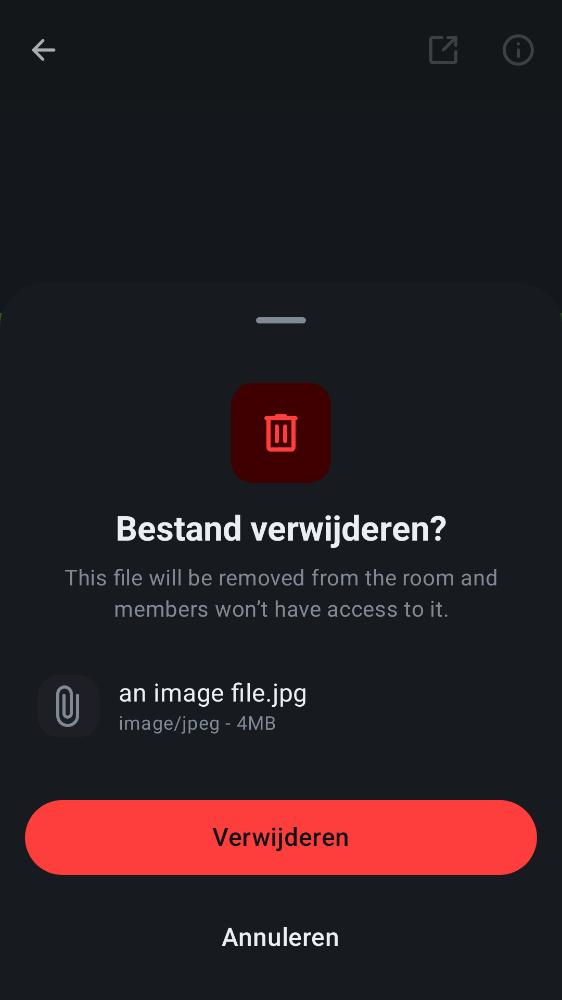 Bestand verwijderen?
This file will be removed from the room and
members won’t have access to it.
an image file.jpg
image/jpeg - 4MB
Verwijderen
Annuleren